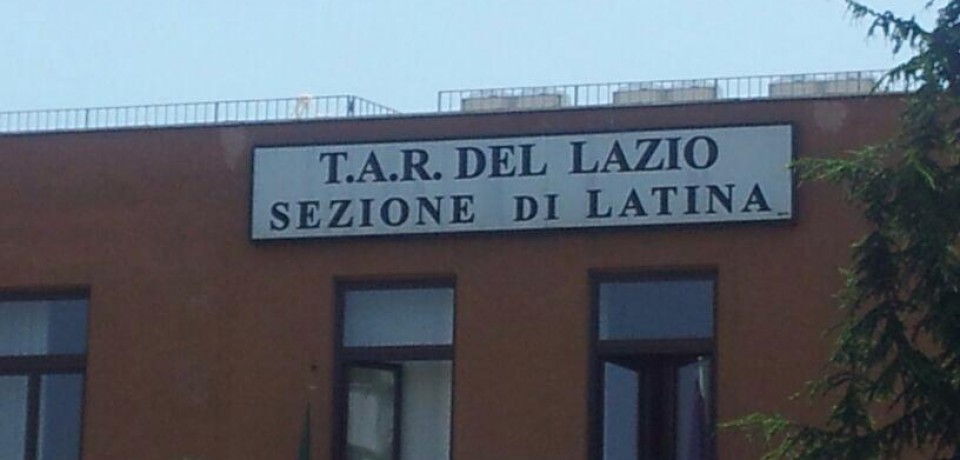 T.A.R. DEL LAZIO
SEZIONE DI LATINA